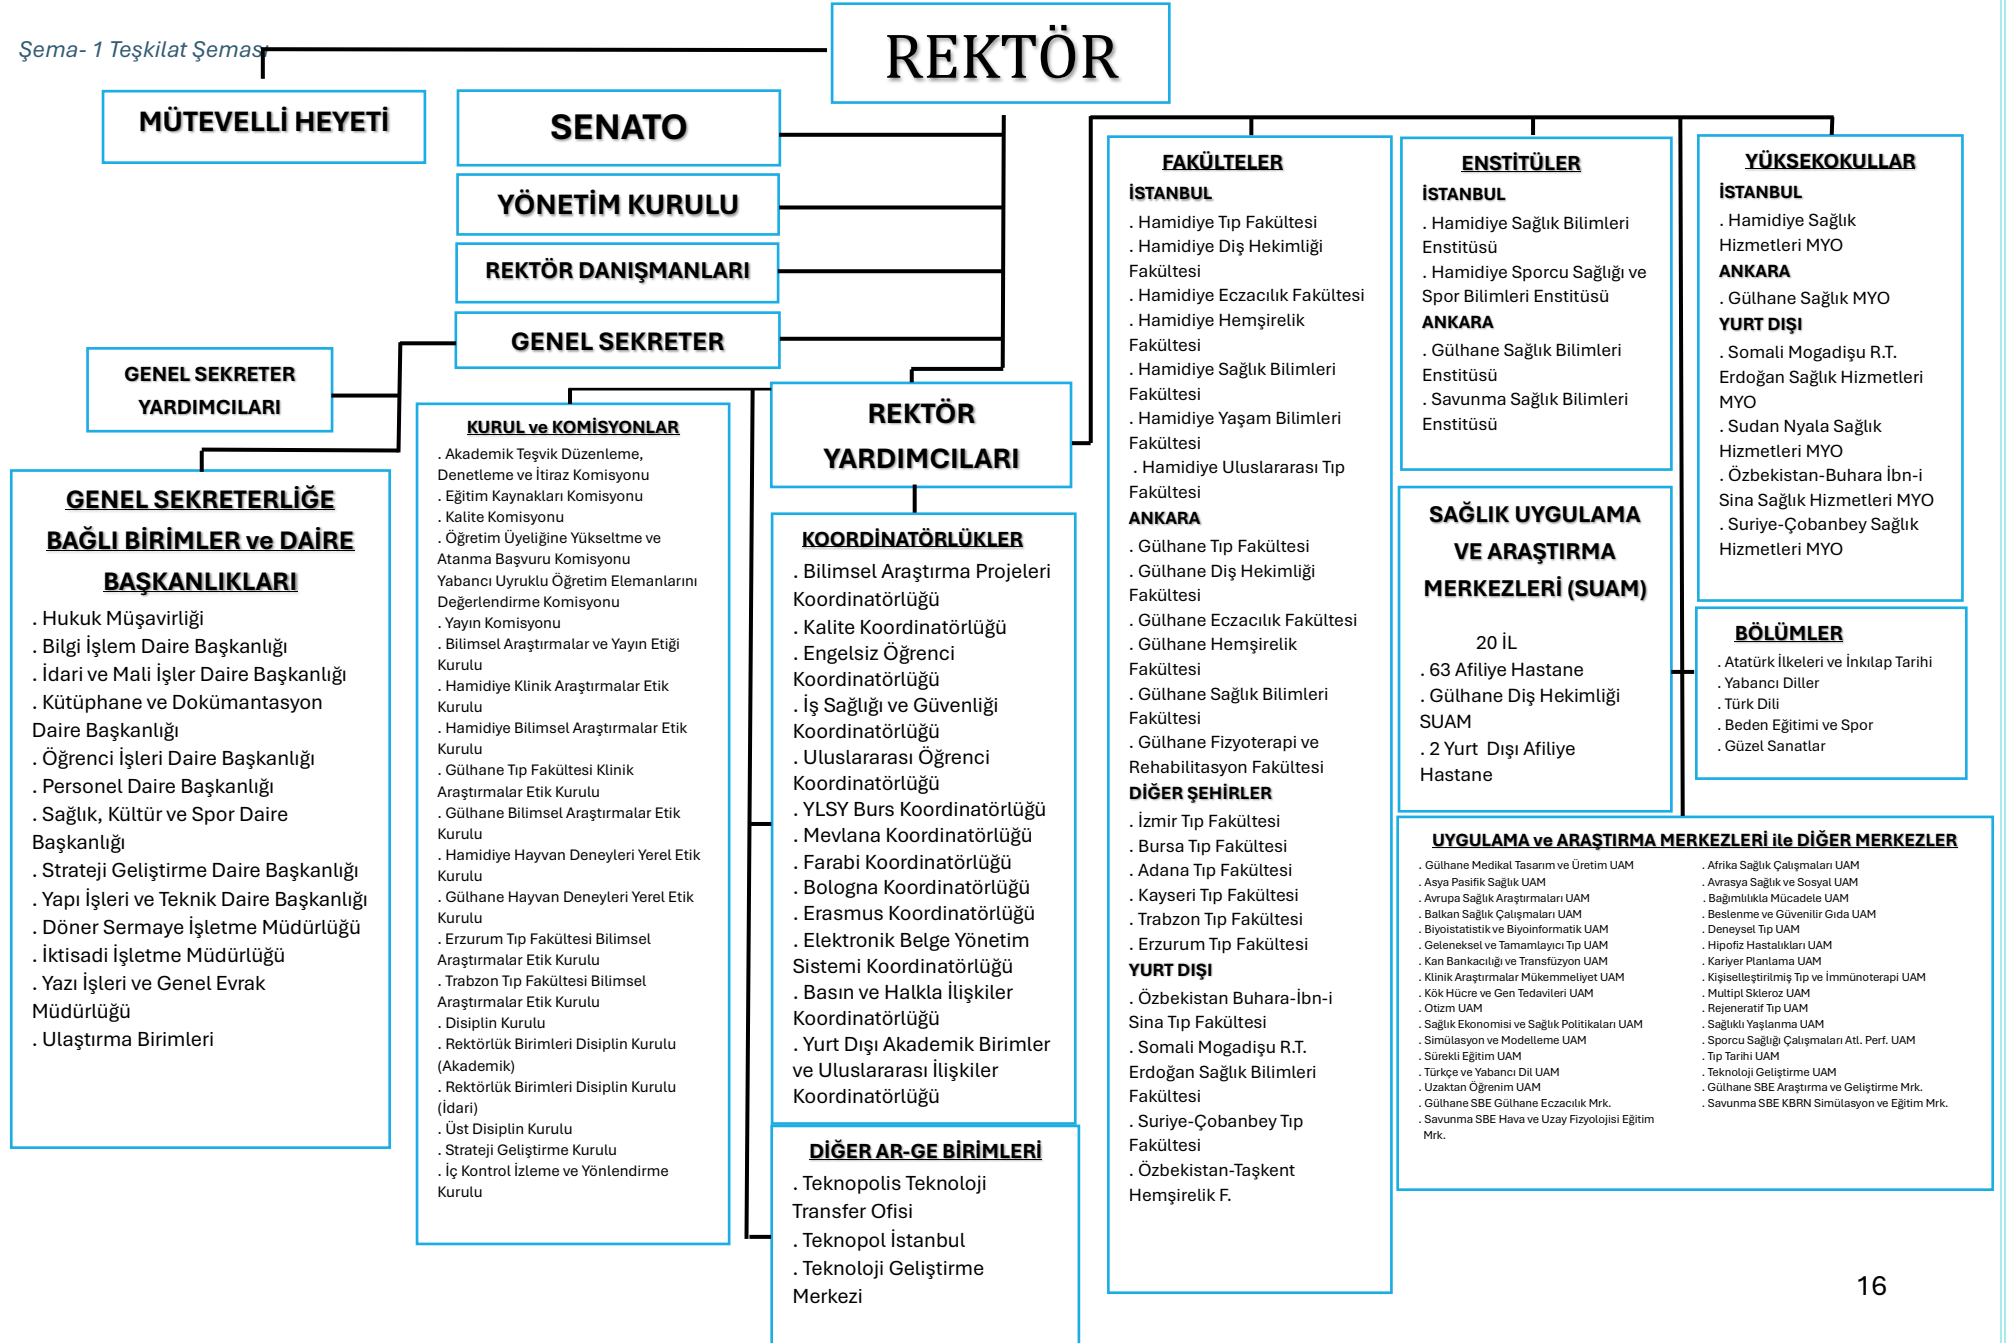 Şema- 1 Teşkilat Şeması
REKTÖR
MÜTEVELLİ HEYETİ
SENATO
YÖNETİM KURULU
REKTÖR DANIŞMANLARI
GENEL SEKRETER
GENEL SEKRETER
YARDIMCILARI
REKTÖR
YARDIMCILARI
GENEL SEKRETERLİĞE
BAĞLI BİRİMLER ve DAİRE
BAŞKANLIKLARI
. Hukuk Müşavirliği
. Bilgi İşlem Daire Başkanlığı
. İdari ve Mali İşler Daire Başkanlığı
. Kütüphane ve Dokümantasyon
Daire Başkanlığı
. Öğrenci İşleri Daire Başkanlığı
. Personel Daire Başkanlığı
. Sağlık, Kültür ve Spor Daire
Başkanlığı
. Strateji Geliştirme Daire Başkanlığı
. Yapı İşleri ve Teknik Daire Başkanlığı
. Döner Sermaye İşletme Müdürlüğü
. İktisadi İşletme Müdürlüğü
. Yazı İşleri ve Genel Evrak
Müdürlüğü
. Ulaştırma Birimleri
KURUL ve KOMİSYONLAR
. Akademik Teşvik Düzenleme,
Denetleme ve İtiraz Komisyonu
. Eğitim Kaynakları Komisyonu
. Kalite Komisyonu
. Öğretim Üyeliğine Yükseltme ve
Atanma Başvuru Komisyonu
Yabancı Uyruklu Öğretim Elemanlarını
Değerlendirme Komisyonu
. Yayın Komisyonu
. Bilimsel Araştırmalar ve Yayın Etiği
Kurulu
. Hamidiye Klinik Araştırmalar Etik
Kurulu
. Hamidiye Bilimsel Araştırmalar Etik
Kurulu
. Gülhane Tıp Fakültesi Klinik
Araştırmalar Etik Kurulu
. Gülhane Bilimsel Araştırmalar Etik
Kurulu
. Hamidiye Hayvan Deneyleri Yerel Etik
Kurulu
. Gülhane Hayvan Deneyleri Yerel Etik
Kurulu
. Erzurum Tıp Fakültesi Bilimsel
Araştırmalar Etik Kurulu
. Trabzon Tıp Fakültesi Bilimsel
Araştırmalar Etik Kurulu
. Disiplin Kurulu
. Rektörlük Birimleri Disiplin Kurulu
(Akademik)
. Rektörlük Birimleri Disiplin Kurulu
(İdari)
. Üst Disiplin Kurulu
. Strateji Geliştirme Kurulu
. İç Kontrol İzleme ve Yönlendirme
Kurulu
KOORDİNATÖRLÜKLER
. Bilimsel Araştırma Projeleri
Koordinatörlüğü
. Kalite Koordinatörlüğü
. Engelsiz Öğrenci
Koordinatörlüğü
. İş Sağlığı ve Güvenliği
Koordinatörlüğü
. Uluslararası Öğrenci
Koordinatörlüğü
. YLSY Burs Koordinatörlüğü
. Mevlana Koordinatörlüğü
. Farabi Koordinatörlüğü
. Bologna Koordinatörlüğü
. Erasmus Koordinatörlüğü
. Elektronik Belge Yönetim
Sistemi Koordinatörlüğü
. Basın ve Halkla İlişkiler
Koordinatörlüğü
. Yurt Dışı Akademik Birimler
ve Uluslararası İlişkiler
Koordinatörlüğü
DİĞER AR-GE BİRİMLERİ
. Teknopolis Teknoloji
Transfer Ofisi
. Teknopol İstanbul
. Teknoloji Geliştirme
Merkezi
FAKÜLTELER
İSTANBUL
. Hamidiye Tıp Fakültesi
. Hamidiye Diş Hekimliği
Fakültesi
. Hamidiye Eczacılık Fakültesi
. Hamidiye Hemşirelik
Fakültesi
. Hamidiye Sağlık Bilimleri
Fakültesi
. Hamidiye Yaşam Bilimleri
Fakültesi
. Hamidiye Uluslararası Tıp
Fakültesi
ANKARA
. Gülhane Tıp Fakültesi
. Gülhane Diş Hekimliği
Fakültesi
. Gülhane Eczacılık Fakültesi
. Gülhane Hemşirelik
Fakültesi
. Gülhane Sağlık Bilimleri
Fakültesi
. Gülhane Fizyoterapi ve
Rehabilitasyon Fakültesi
DİĞER ŞEHİRLER
. İzmir Tıp Fakültesi
. Bursa Tıp Fakültesi
. Adana Tıp Fakültesi
. Kayseri Tıp Fakültesi
. Trabzon Tıp Fakültesi
. Erzurum Tıp Fakültesi
YURT DIŞI
. Özbekistan Buhara-İbn-i
Sina Tıp Fakültesi
. Somali Mogadişu R.T.
Erdoğan Sağlık Bilimleri
Fakültesi
. Suriye-Çobanbey Tıp
Fakültesi
. Özbekistan-Taşkent
Hemşirelik F.
ENSTİTÜLER
İSTANBUL
. Hamidiye Sağlık Bilimleri
Enstitüsü
. Hamidiye Sporcu Sağlığı ve
Spor Bilimleri Enstitüsü
ANKARA
. Gülhane Sağlık Bilimleri
Enstitüsü
. Savunma Sağlık Bilimleri
Enstitüsü
YÜKSEKOKULLAR
İSTANBUL
. Hamidiye Sağlık
Hizmetleri MYO
ANKARA
. Gülhane Sağlık MYO
YURT DIŞI
. Somali Mogadişu R.T.
Erdoğan Sağlık Hizmetleri
MYO
. Sudan Nyala Sağlık
Hizmetleri MYO
. Özbekistan-Buhara İbn-i
Sina Sağlık Hizmetleri MYO
. Suriye-Çobanbey Sağlık
Hizmetleri MYO
SAĞLIK UYGULAMA
VE ARAŞTIRMA
MERKEZLERİ (SUAM)
20 İL
. 63 Afiliye Hastane
. Gülhane Diş Hekimliği
SUAM
. 2 Yurt Dışı Afiliye
Hastane
BÖLÜMLER
. Atatürk İlkeleri ve İnkılap Tarihi
. Yabancı Diller
. Türk Dili
. Beden Eğitimi ve Spor
. Güzel Sanatlar
UYGULAMA ve ARAŞTIRMA MERKEZLERİ ile DİĞER MERKEZLER
. Gülhane Medikal Tasarım ve Üretim UAM
. Asya Pasifik Sağlık UAM
. Avrupa Sağlık Araştırmaları UAM
. Balkan Sağlık Çalışmaları UAM
. Biyoistatistik ve Biyoinformatik UAM
. Geleneksel ve Tamamlayıcı Tıp UAM
. Kan Bankacılığı ve Transfüzyon UAM
. Klinik Araştırmalar Mükemmeliyet UAM
. Kök Hücre ve Gen Tedavileri UAM
. Otizm UAM
. Sağlık Ekonomisi ve Sağlık Politikaları UAM
. Simülasyon ve Modelleme UAM
. Sürekli Eğitim UAM
. Türkçe ve Yabancı Dil UAM
. Uzaktan Öğrenim UAM
. Gülhane SBE Gülhane Eczacılık Mrk.
. Savunma SBE Hava ve Uzay Fizyolojisi Eğitim
Mrk.
. Afrika Sağlık Çalışmaları UAM
. Avrasya Sağlık ve Sosyal UAM
. Bağımlılıkla Mücadele UAM
. Beslenme ve Güvenilir Gıda UAM
. Deneysel Tıp UAM
. Hipofiz Hastalıkları UAM
. Kariyer Planlama UAM
. Kişiselleştirilmiş Tıp ve İmmünoterapi UAM
. Multipl Skleroz UAM
. Rejeneratif Tıp UAM
. Sağlıklı Yaşlanma UAM
. Sporcu Sağlığı Çalışmaları Atl. Perf. UAM
. Tıp Tarihi UAM
. Teknoloji Geliştirme UAM
. Gülhane SBE Araştırma ve Geliştirme Mrk.
. Savunma SBE KBRN Simülasyon ve Eğitim Mrk.
16